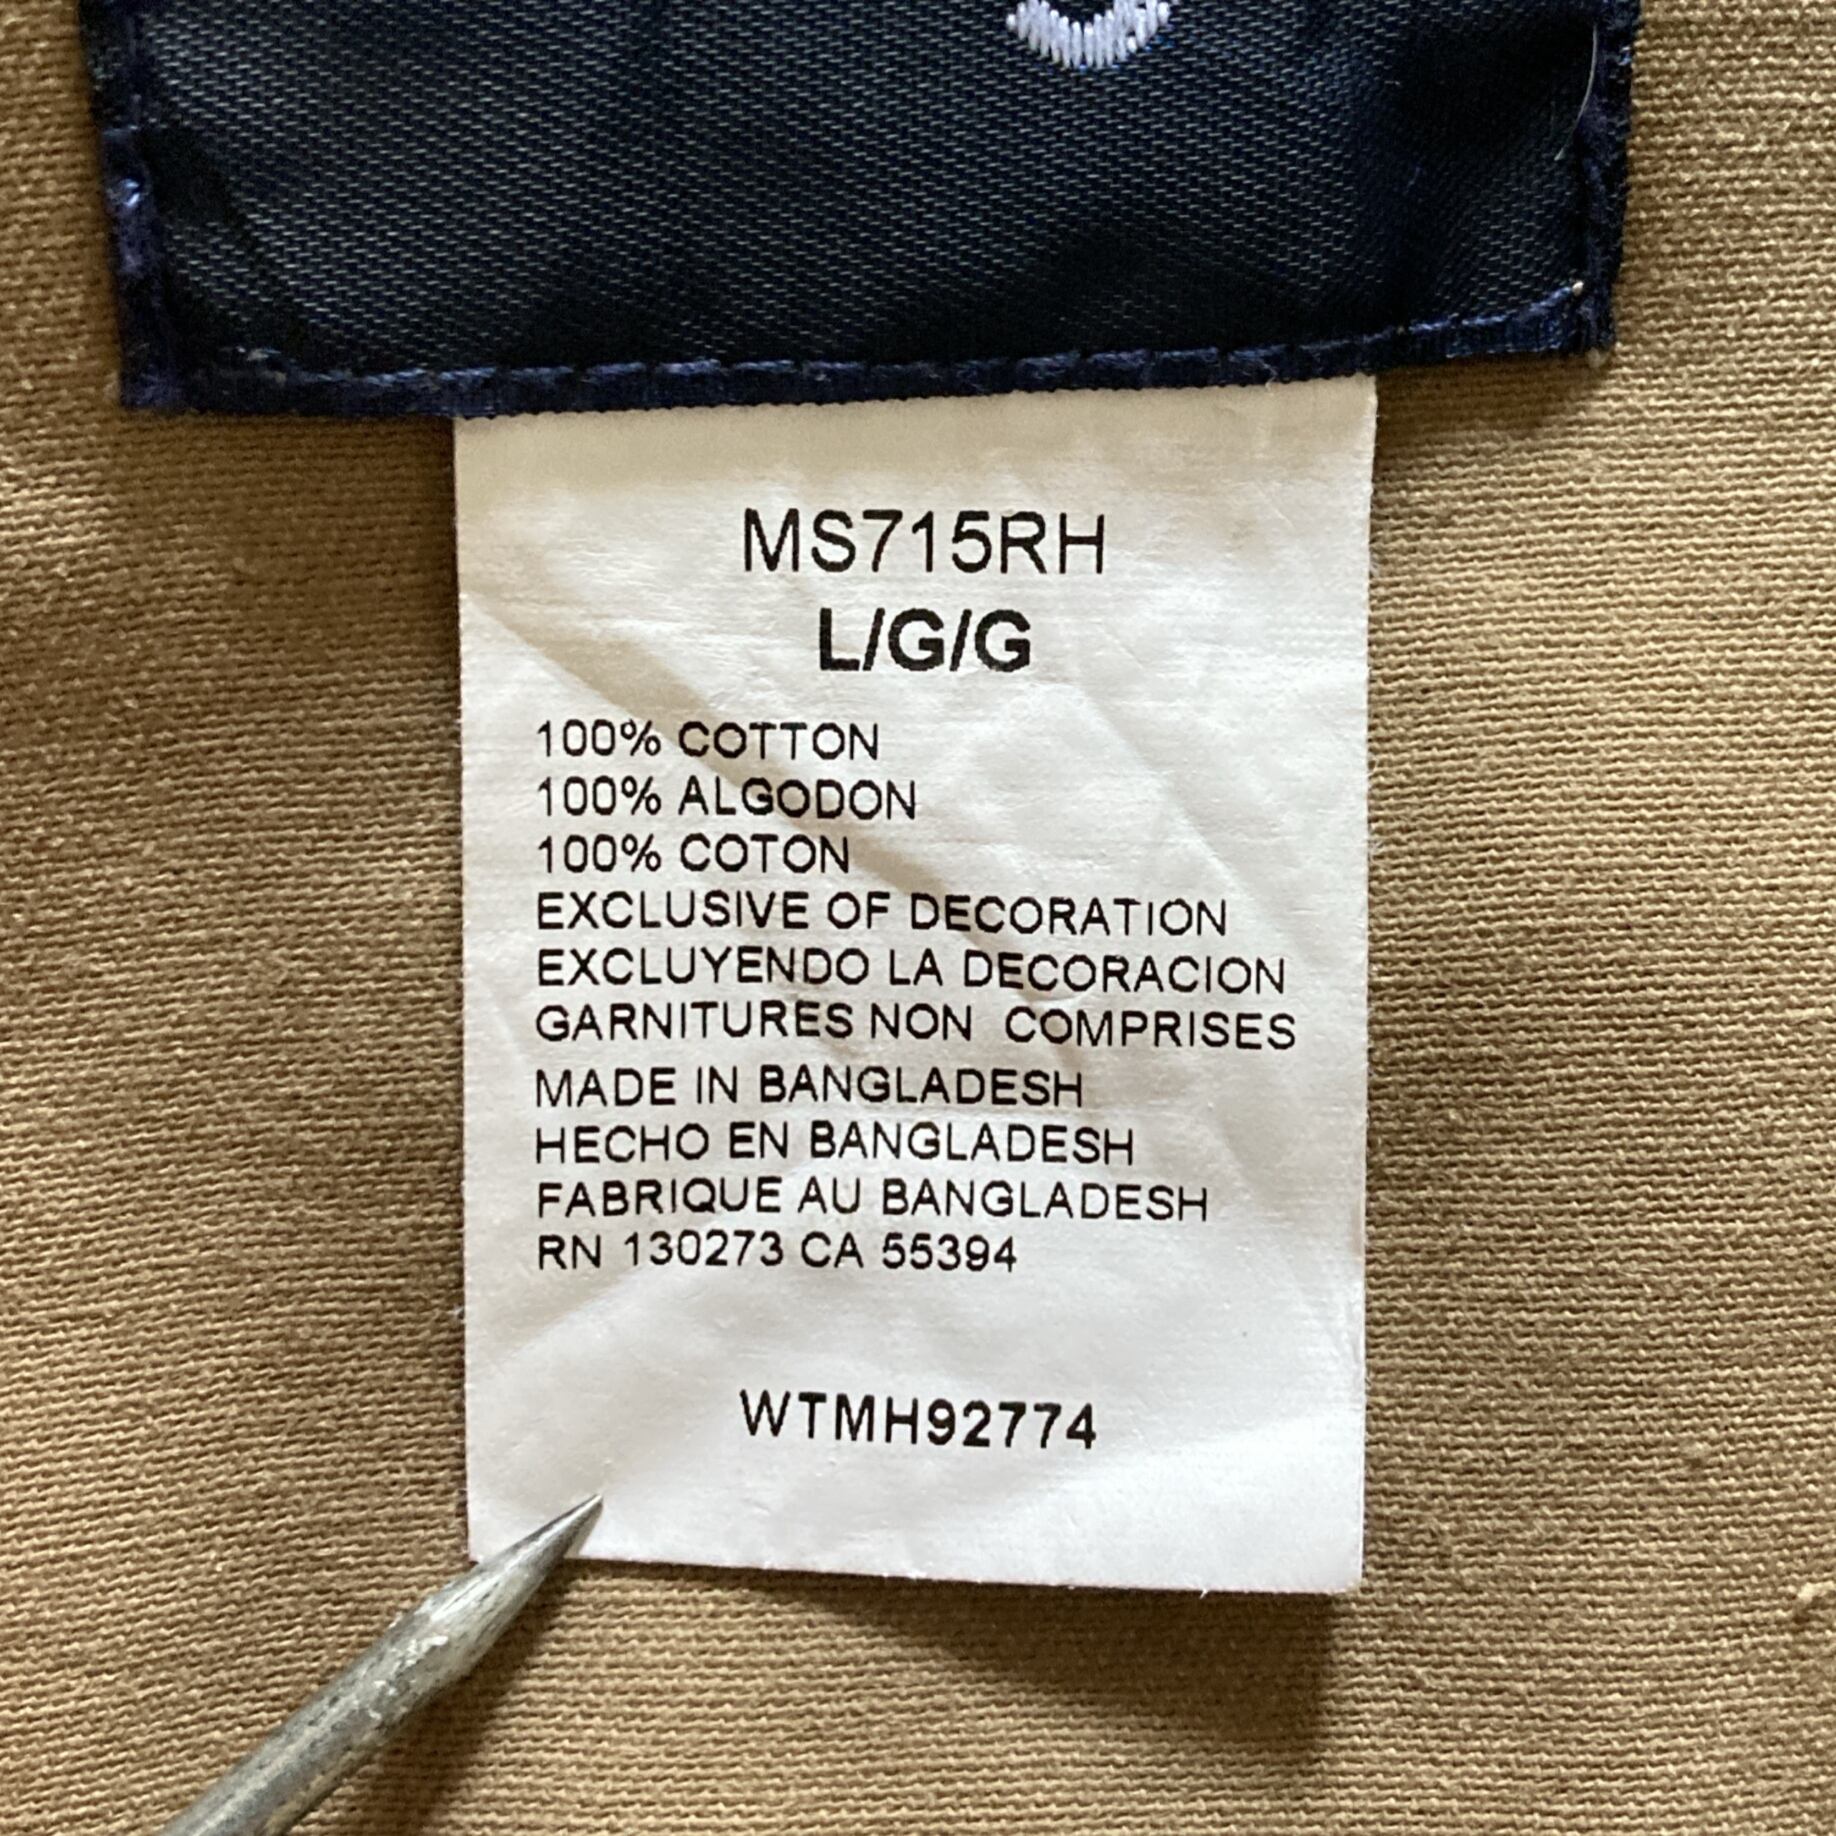 MS715RH
L/G/G
100% COTTON
100% ALGODON
100% COTON
EXCLUSIVE OF DECORATION
EXCLUYENDO LA DECORACION
GARNITURES NON COMPRISES
MADE IN BANGLADESH
HECHO EN BANGLADESH
FABRIQUE AU BANGLADESH
RN 130273 CA 55394
WTMH92774